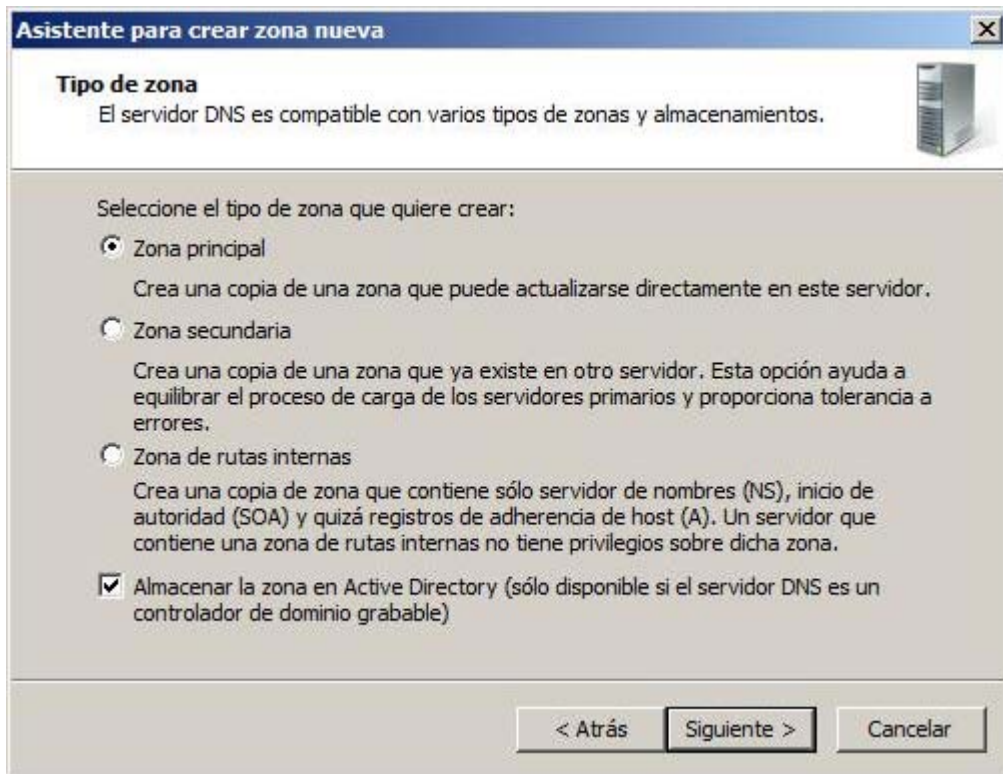 Asistente para crear zona nueva
Tipo de zona
El servidor DNS es compatible con varios tipos de zonas y almacenamientos.
Seleccione el tipo de zona que quiere crear:
Zona principal
Crea una copia de una zona que puede actualizarse directamente en este servidor.
Zona secundaria
Crea una copia de una zona que ya existe en otro servidor. Esta opción ayuda a
equilibrar el proceso de carga de los servidores primarios y proporciona tolerancia a
errores.
Zona de rutas internas
Crea una copia de zona que contiene sólo servidor de nombres (NS), inicio de
autoridad (SOA) y quizá registros de adherencia de host (A). Un servidor que
contiene una zona de rutas internas no tiene privilegios sobre dicha zona.
Almacenar la zona en Active Directory (sólo disponible si el servidor DNS es un
controlador de dominio grabable)
< Atrás Siguiente > Cancelar